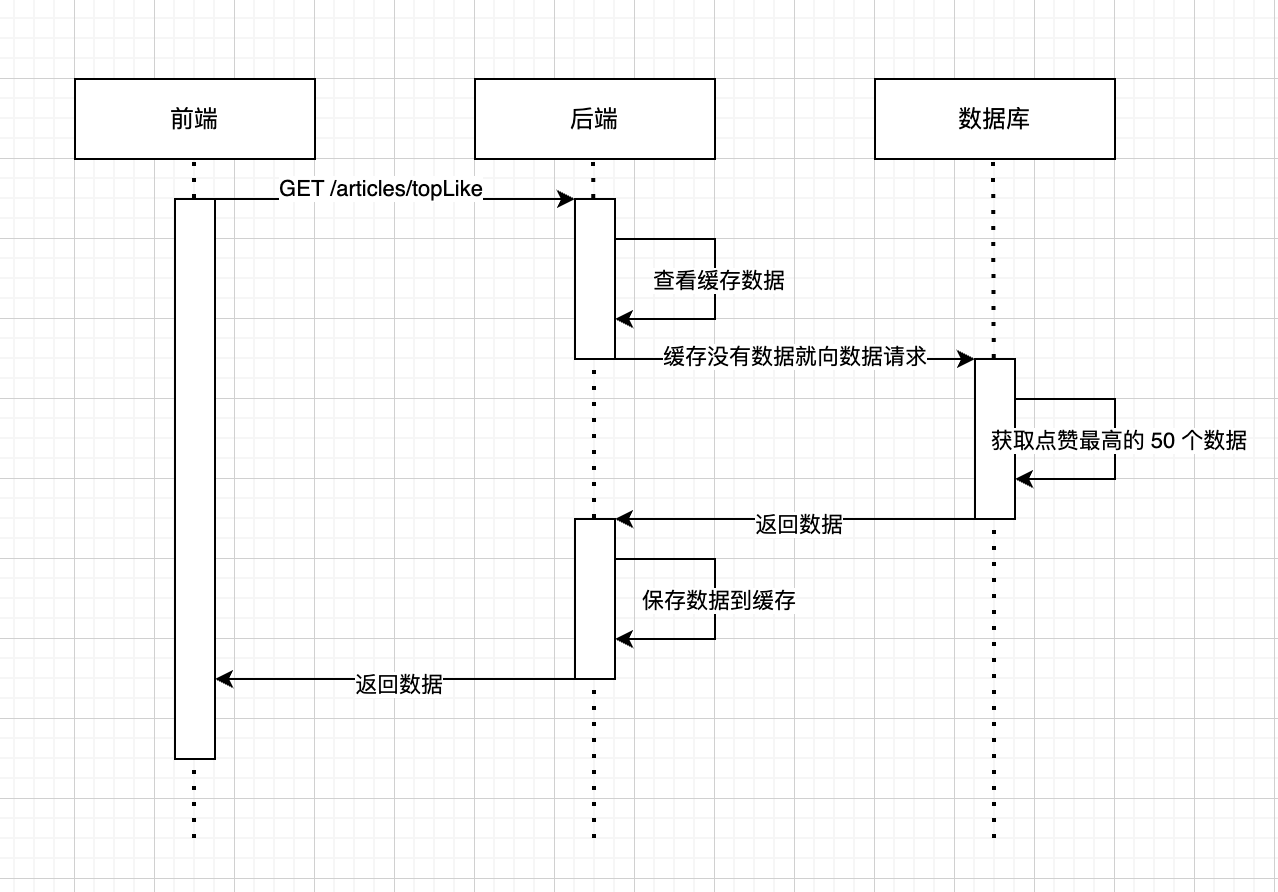 前端
后端
数据库
GET /articles/topLike
查看缓存数据
缓存没有数据就向数据请求
获取点赞最高的 50 个数据
返回数据
保存数据到缓存
返回数据